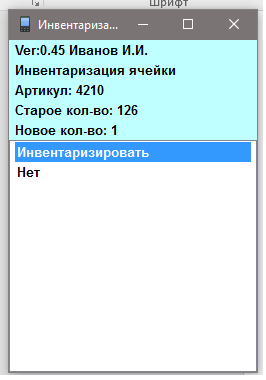 Шрифт
Инвентариза...
Ver:0.45 Иванов И.И.
Инвентаризация ячейки
Артикул: 4210
Старое кол-во: 126
Новое кол-во: 1
Инвентаризировать
Нет